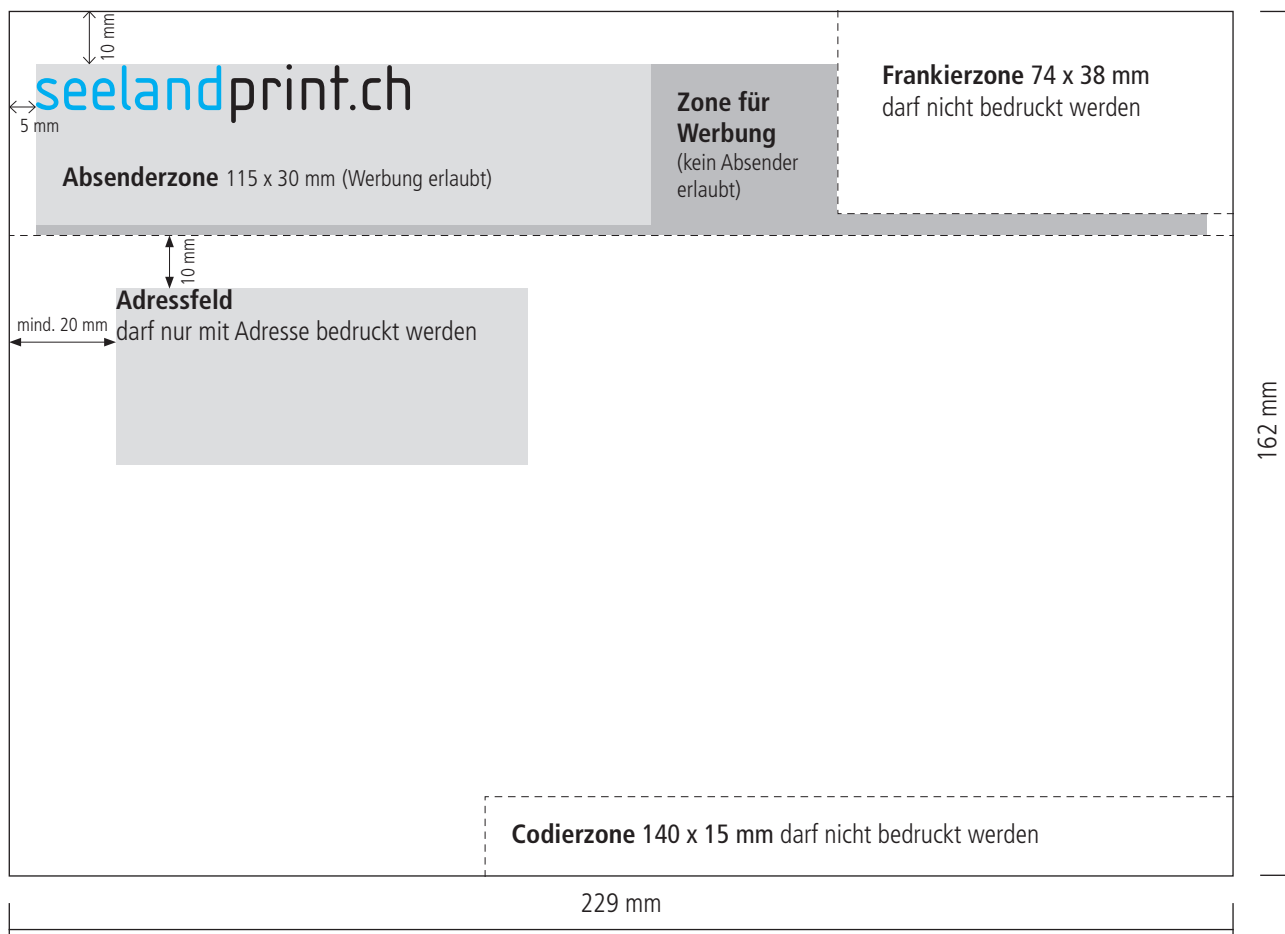 10 mm
seelandprint.ch
5 mm
Absenderzone 115 x 30 mm (Werbung erlaubt)
Zone für
Werbung
(kein Absender
erlaubt)
Frankierzone 74 x 38 mm
darf nicht bedruckt werden
10 mm
Adressfeld
mind. 20 mm
darf nur mit Adresse bedruckt werden
162 mm
Codierzone 140 x 15 mm darf nicht bedruckt werden
229 mm